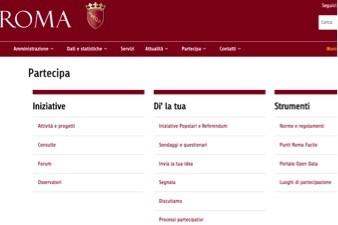 ROMA
Seguici
Cerca
Amministrazione
Dati e statistiche
Servizi
Attualità
Partecipa
Contatti
Partecipa
Iniziative
Attività e progetti
Consulte
Forum
Osservatori
Di' la tua
Iniziative Popolari e Referendum
Sondaggi e questionari
Invia la tua idea
Segnala
Discutiamo
Processi partecipativi
Strumenti
Norme e regolamenti
Punti Roma Facile
Portale Open Data
Luoghi di partecipazione